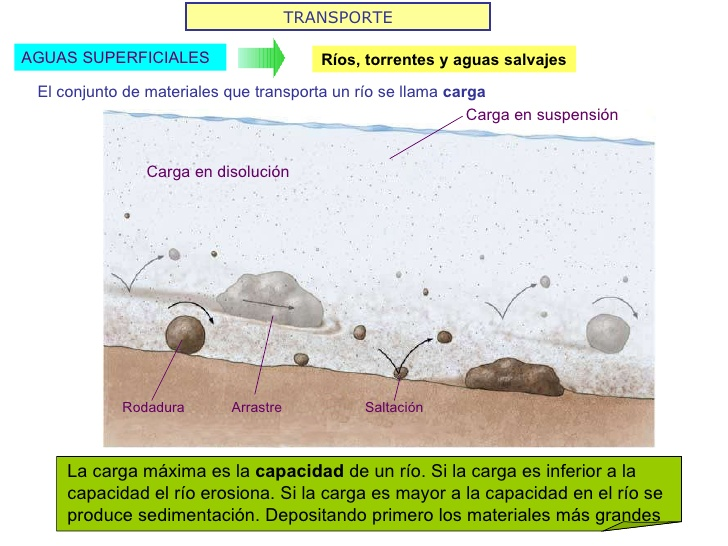 TRANSPORTE
AGUAS SUPERFICIALES
Ríos, torrentes y aguas salvajes
El conjunto de materiales que transporta un río se llama carga
Carga en suspensión
Carga en disolución
Rodadura
Arrastre
Saltación
La carga máxima es la capacidad de un río. Si la carga es inferior a la
capacidad el río erosiona. Si la carga es mayor a la capacidad en el río se
produce sedimentación. Depositando primero los materiales más grandes